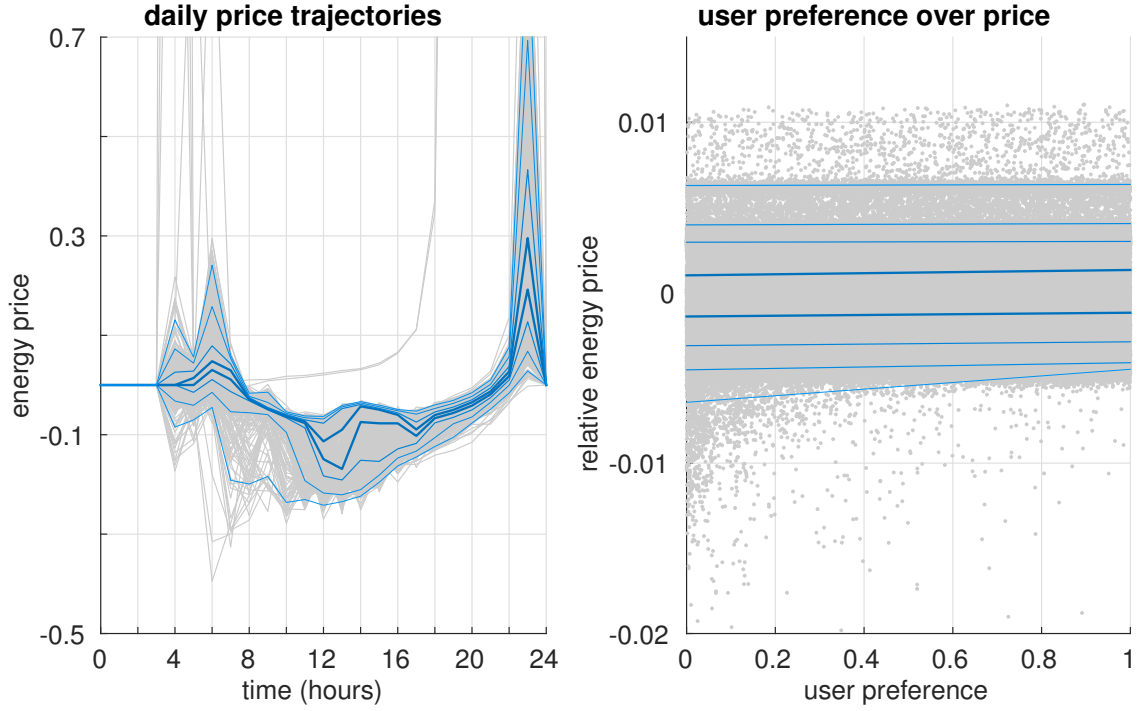 daily price trajectories
energy price
0.7
0.3
-0.1
-0.5
0 4 8 12 16 20 24
time (hours)
user preference over price
relative energy price
0.01
0
-0.01
-0.02
0 0.2 0.4 0.6 0.8 1
user preference